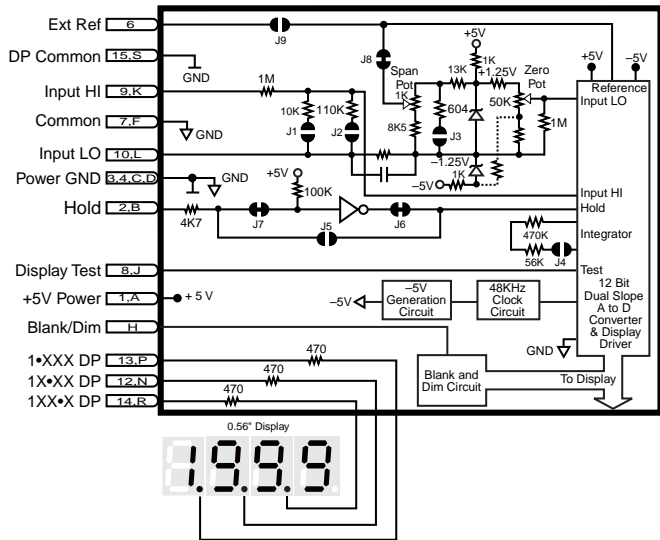 Ext Ref 6
DP Common 15,S
Input HI 9,K
Common 7,F
Input LO 10,L
Power GND 3,4,C,D
Hold 2,B
Display Test 8,J
+5V Power 1,A
Blank/Dim H
1•XXX DP 13,P
1X•XX DP 12,N
1XX•X DP 14,R
J9
GND
GND
GND
1M
10K
J1
110K
J2
J8
Span
Pot
1K
8K5
13K
+5V
1K
+1.25V
604
J3
–1.25V
1K
–5V
Zero
Pot
50K
1M
+5V
–5V
Reference
Input LO
Input HI
Hold
Integrator
Test
12 Bit
Dual Slope
A to D
Converter
& Display
Driver
+5V
100K
4K7
J7
J5
J6
470K
56K
J4
+ 5 V
–5V
–5V
Generation
Circuit
48KHz
Clock
Circuit
GND
Blank and
Dim Circuit
To Display
470
470
470
0.56" Display
1.9.9.9